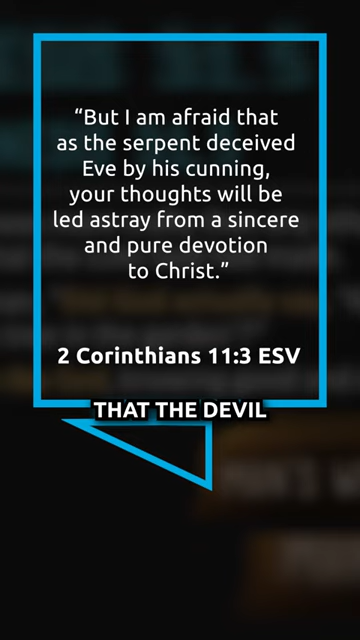 “But I am afraid that
as the serpent deceived
Eve by his cunning,
your thoughts will be
led astray from a sincere
and pure devotion
to Christ.”
2 Corinthians 11:3 ESV
THAT THE DEVIL